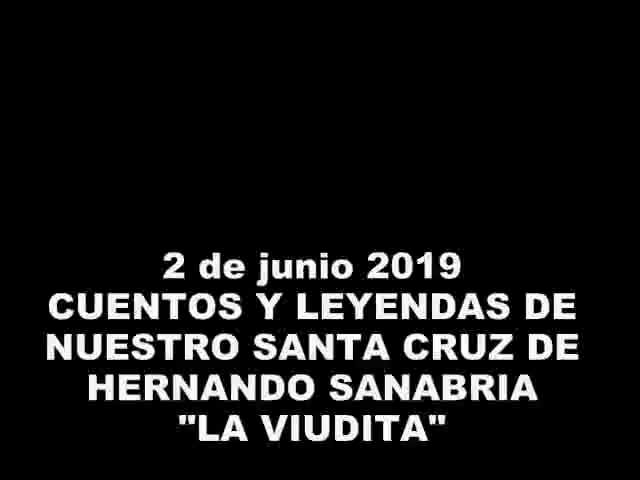 2 de junio 2019
CUENTOS Y LEYENDAS DE
NUESTRO SANTA CRUZ DE
HERNANDO SANABRIA
"LA VIUDITA"